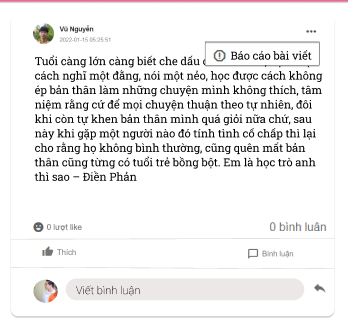 Vũ Nguyễn
2022-01-15 05:25:51
Báo cáo bài viết
Tuổi càng lớn càng biết che dấu
cách nghĩ một đằng, nói một nẻo, học được cách không
ép bản thân làm những chuyện mình không thích, tâm
niệm rằng cứ để mọi chuyện thuận theo tự nhiên, đôi
khi còn tự khen bản thân mình quá giỏi nữa chứ, sau
này khi gặp một người nào đó tính tình cố chấp thì lại
cho rằng họ không bình thường, cũng quên mất bản
thân cũng từng có tuổi trẻ bồng bột. Em là học trò anh
thì sao – Điền Phản
0 lượt like
0 bình luân
Thích
Bình luận
Viết bình luận